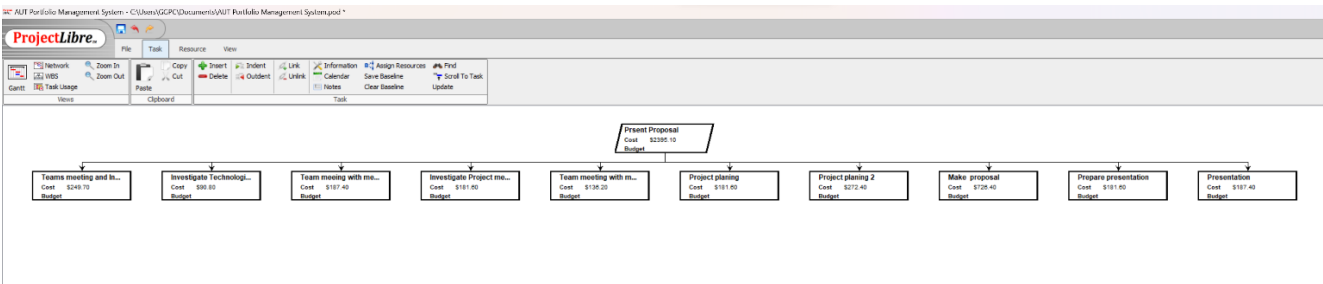 AUT Portfolio Management System - C:\Users\GCPC\Documents\AUT Portfolio Management System.pod *
ProjectLibre
File Task Resource View
Network Zoom In Copy Insert Indent Link Information Assign Resources Find
WBS Zoom Out Cut Delete Outdent Unlink Calendar Save Baseline Scroll To Task
Gantt Task Usage Paste Notes Clear Baseline Update
Views Clipboard Task
Prsent Proposal
Cost $2395.10
Budget
Teams meeting and In...
Cost $249.70
Budget
Investigate Technologi...
Cost $90.80
Budget
Team meeing with me...
Cost $187.40
Budget
Investigate Project me...
Cost $181.60
Budget
Team meeting with m...
Cost $136.20
Budget
Project planing
Cost $181.60
Budget
Project planing 2
Cost $272.40
Budget
Make proposal
Cost $726.40
Budget
Prepare presentation
Cost $181.60
Budget
Presentation
Cost $187.40
Budget